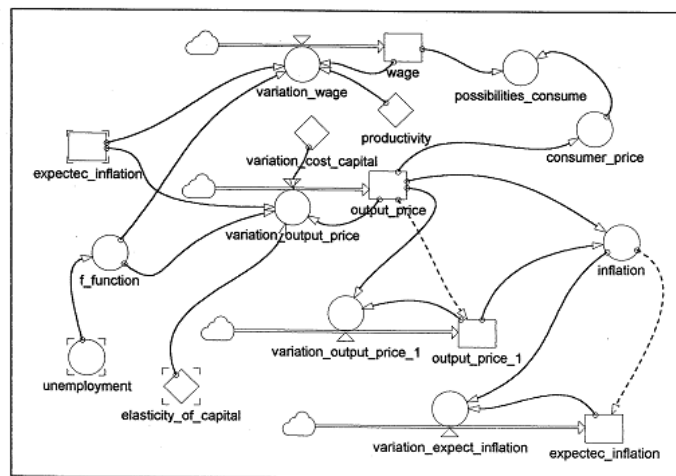 wage
variation_wage
possibilities_consume
productivity
consumer_price
variation_cost_capital
expectec_inflation
output_price
variation_output_price
f_function
inflation
variation_output_price_1
output_price_1
unemployment
elasticity_of_capital
variation_expect_inflation
expectec_inflation